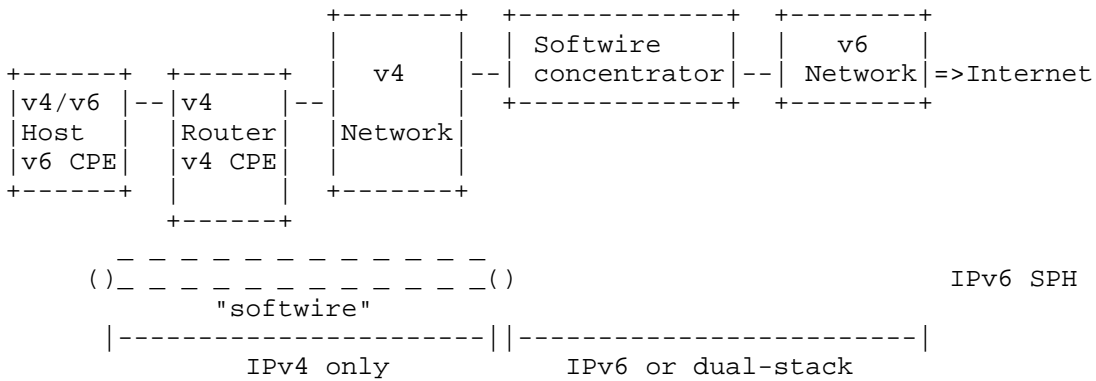 +-------+  +-------------+  +--------+
|       |  | Softwire    |  |   v6   |
+------+  +------+  |  v4   |--| concentrator|--| Network|=>Internet
|v4/v6 |--|v4    |--|       |  +-------------+  +--------+
|Host  |  |Router|  |Network|
|v6 CPE|  |v4 CPE|  |       |
+------+  |      |  +-------+
+------+
_ _ _ _ _ _ _ _ _ _ _ _
()_ _ _ _ _ _ _ _ _ _ _ _()                          IPv6 SPH
"softwire"
|-----------------------||-------------------------|
IPv4 only            IPv6 or dual-stack